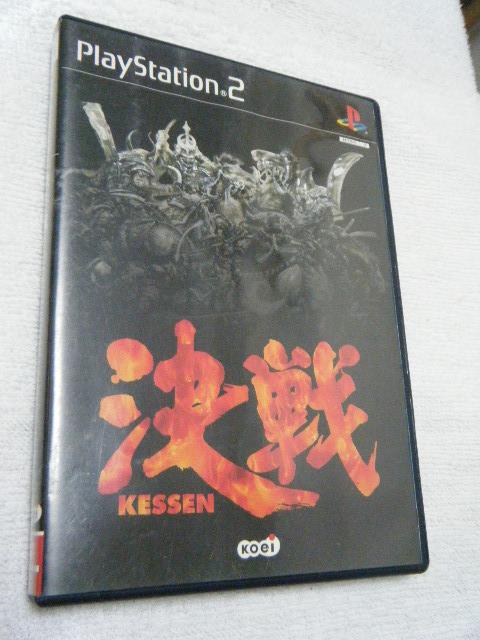 PlayStation®2
決戦
KESSEN
KOEI